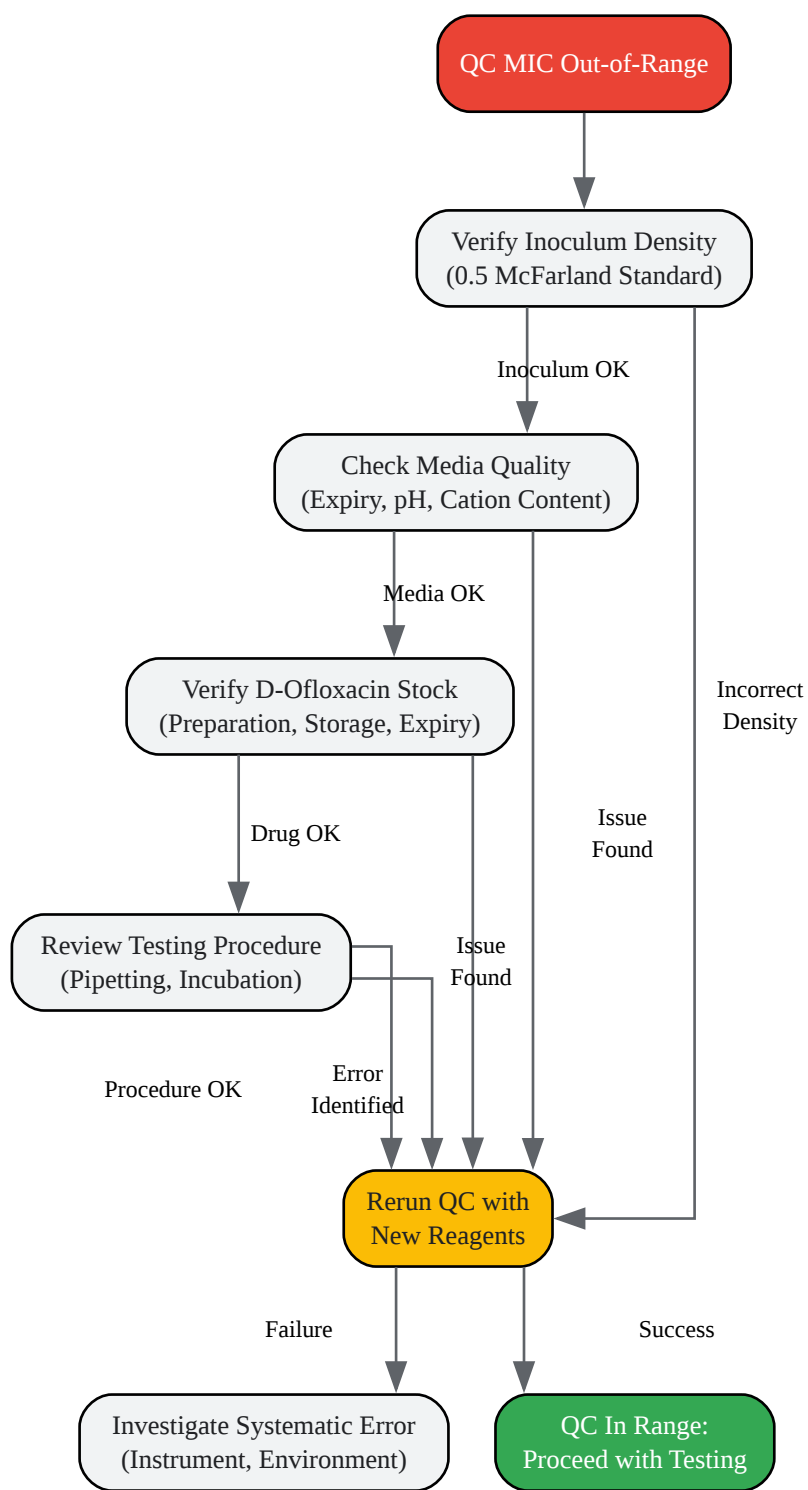 QC MIC Out-of-Range
Verify Inoculum Density
(0.5 McFarland Standard)
Inoculum OK
Check Media Quality
(Expiry, pH, Cation Content)
Media OK
Verify D-Ofloxacin Stock
(Preparation, Storage, Expiry)
Incorrect
Density
Issue
Found
Drug OK
Review Testing Procedure
(Pipetting, Incubation)
Issue
Found
Procedure OK
Error
Identified
Rerun QC with
New Reagents
Failure
Success
Investigate Systematic Error
(Instrument, Environment)
QC In Range:
Proceed with Testing